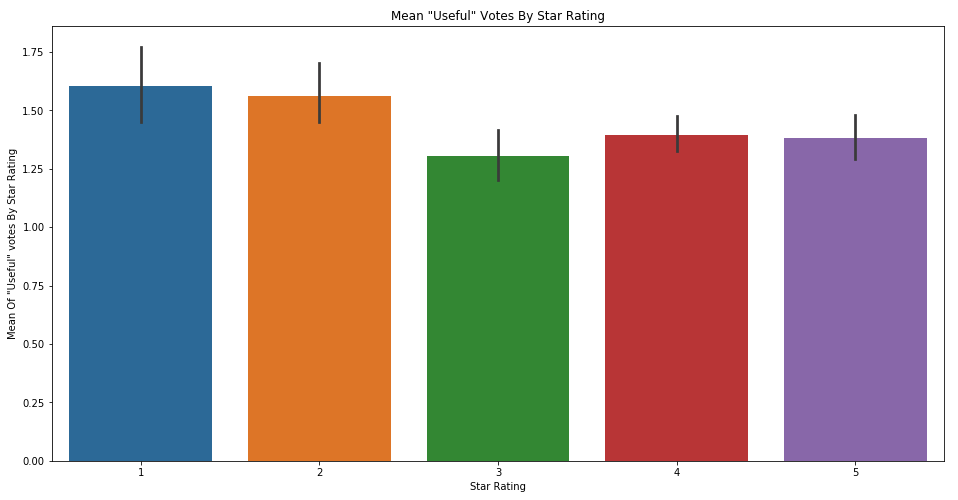 Mean "Useful" Votes By Star Rating
Mean Of "Useful" votes By Star Rating
1.75
1.50
1.25
1.00
0.75
0.50
0.25
0.00
1 2 3 4 5
Star Rating